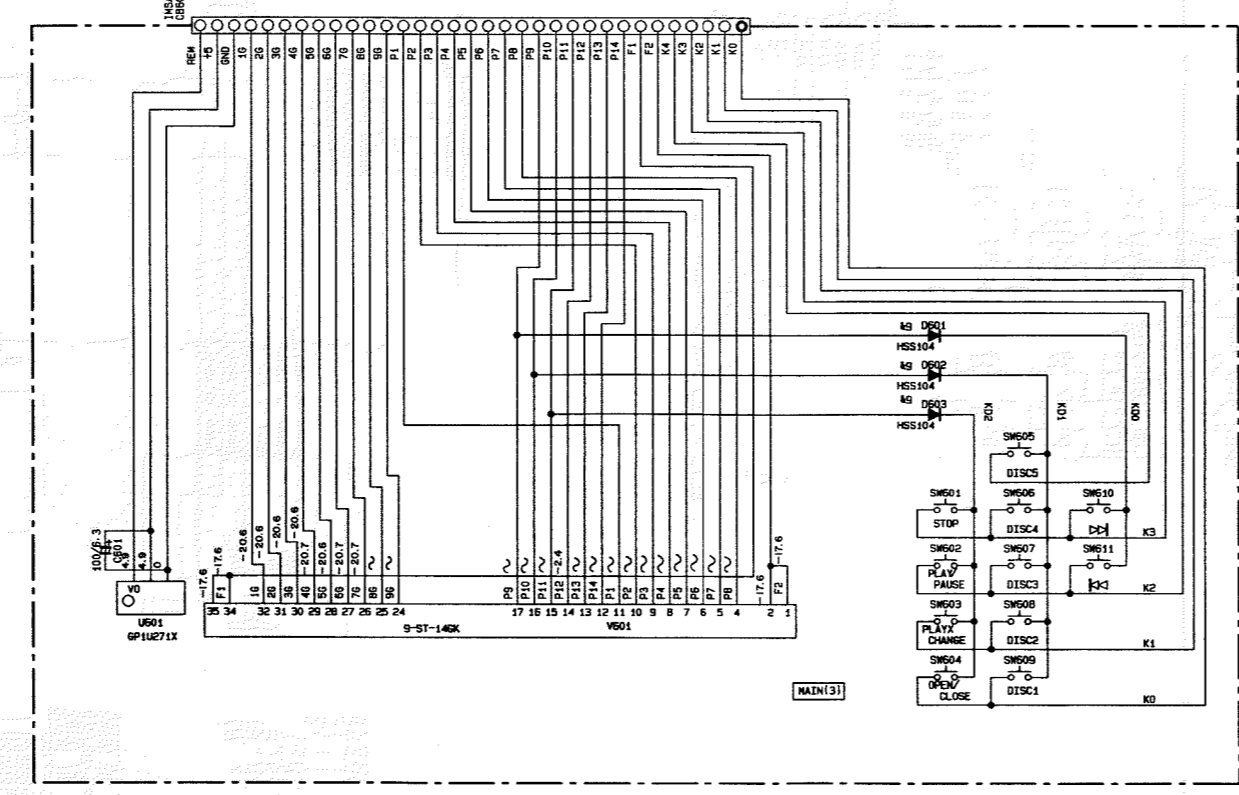 REM
+5
GND
1G
2G
3G
4G
5G
6G
7G
8G
9G
P1
P2
P3
P4
P5
P6
P7
P8
P9
P10
P11
P12
P13
P14
F1
F2
K4
K3
K2
K1
K0
D601
HSS104
D602
HSS104
D603
HSS104
KD2
KD1
KD0
SW605
DISC5
SW601
STOP
SW606
DISC4
SW610
K3
SW602
PLAY/
PAUSE
SW607
DISC3
SW611
K2
SW603
PLAYX
CHANGE
SW608
DISC2
K1
SW604
OPEN/
CLOSE
SW609
DISC1
K0
100/6.3
C601
4.9
4.9
0
VO
U601
GP1U271X
-17.6
-17.6
-20.6
-20.6
-20.6
-20.6
-20.7
-20.6
-20.7
-20.7
-2.4
-17.6
-17.6
F1
1G
2G
3G
4G
5G
6G
7G
8G
9G
P9
P10
P11
P12
P13
P14
P1
P2
P3
P4
P5
P6
P7
P8
F2
35 34 32 31 30 29 28 27 26 25 24 17 16 15 14 13 12 11 10 9 8 7 6 5 4 2 1
9-ST-146K
V601
MAIN(3)